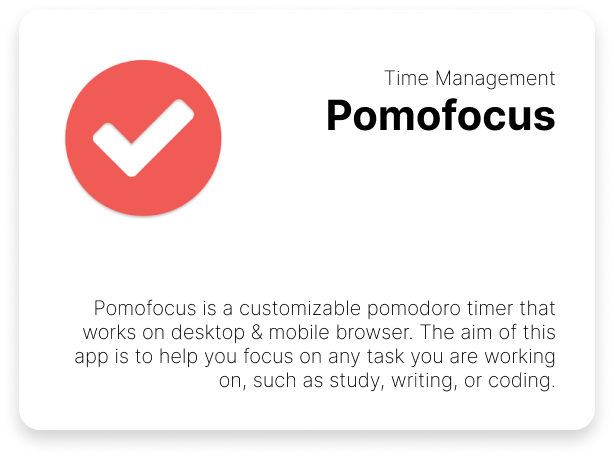 Time Management
Pomofocus
Pomofocus is a customizable pomodoro timer that
works on desktop & mobile browser. The aim of this
app is to help you focus on any task you are working
on, such as study, writing, or coding.